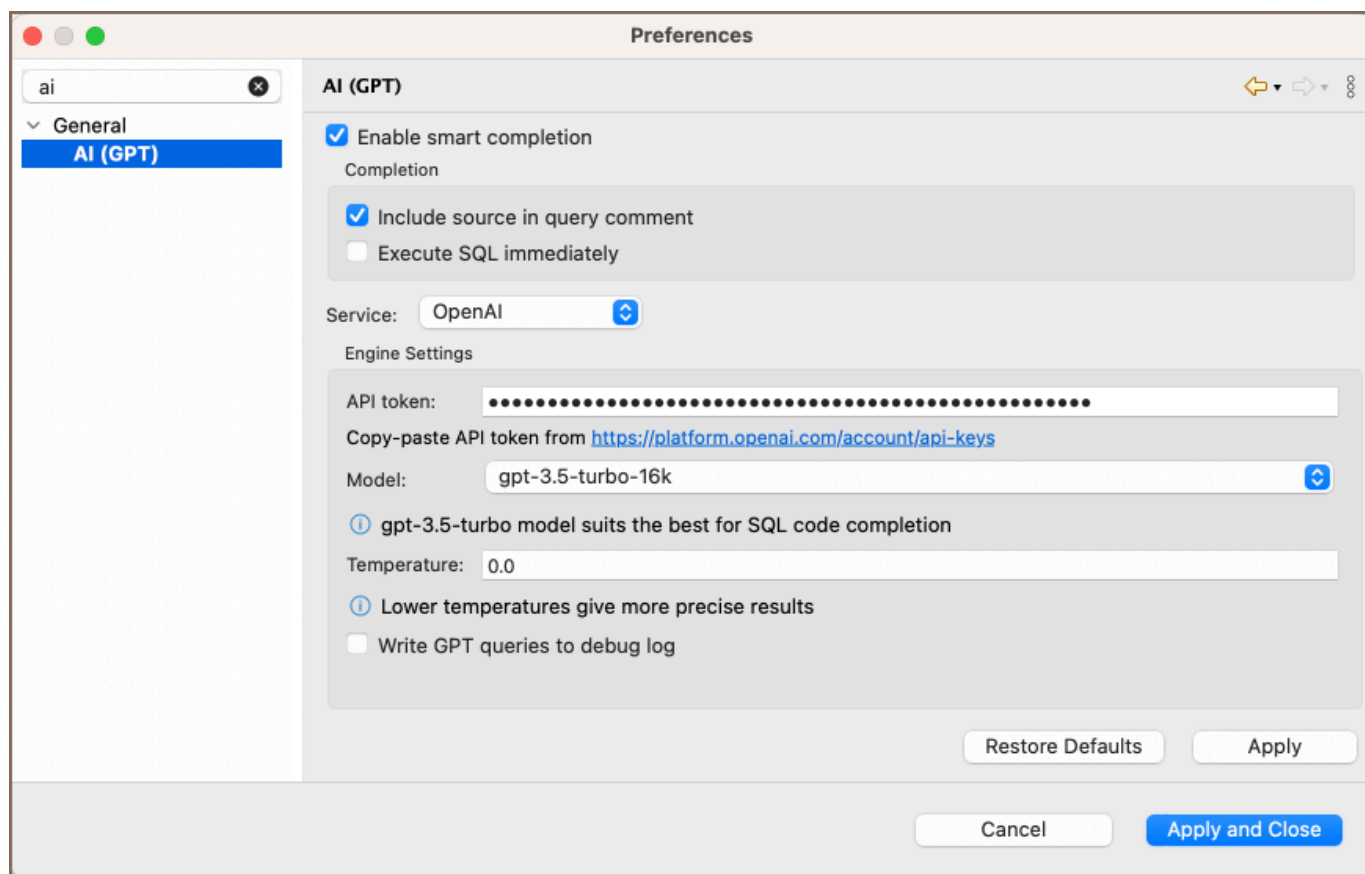 Preferences
ai
General
AI (GPT)
AI (GPT)
Enable smart completion
Completion
Include source in query comment
Execute SQL immediately
Service: OpenAI
Engine Settings
API token: •••••••••••••••••••••••••••••••••••••••••••••••••••
Copy-paste API token from https://platform.openai.com/account/api-keys
Model: gpt-3.5-turbo-16k
gpt-3.5-turbo model suits the best for SQL code completion
Temperature: 0.0
Lower temperatures give more precise results
Write GPT queries to debug log
Restore Defaults Apply
Cancel Apply and Close